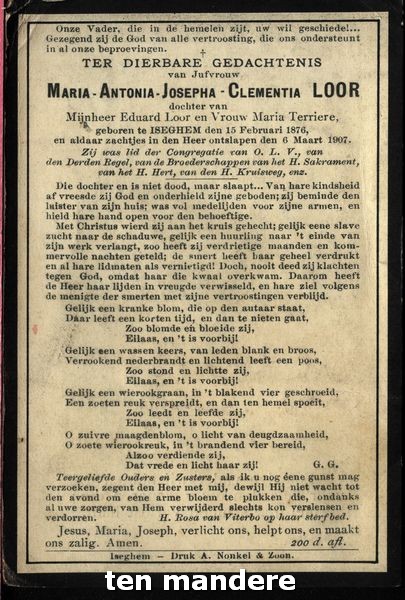 Onze Vader, die in de hemelen zijt, uw wil geschiede!...
Gezegend zij de God van alle vertroosting, die ons ondersteunt
in al onze beproevingen.
†
TER DIERBARE GEDACHTENIS
van Jufvrouw
MARIA-ANTONIA-JOSEPHA-CLEMENTIA LOOR
dochter van
Mijnheer Eduard Loor en Vrouw Maria Terriere,
geboren te ISEGHEM den 15 Februari 1876,
en aldaar zachtjes in den Heer ontslapen den 6 Maart 1907.
Zij was lid der Congregatie van O. L. V., van
den Derden Regel, van de Broederschappen van het H. Sakrament,
van het H. Hert, van den H. Kruisweg, enz.
Die dochter en is niet dood, maar slaapt... Van hare kindsheid
af vreesde zij God en onderhield zijne geboden; zij beminde den
laister van zijn huis; was vol medelijden voor zijne armen, en
hield hare hand open voor den behoeftige.
Met Christus wierd zij aan het kruis gehecht; gelijk eene slave
zucht naar de schaduwe, gelijk een huurling naar 't einde van
zijn werk verlangt, zoo heeft zij verdrietige maanden en kom-
mervolle nachten geteld; de smert heeft baar geheel verdrukt
en al hare lidmaten als vernietigd! Doch, nooit deed zij klachten
tegen God, omdat haar die kwaal overkwam. Daarom heeft
de Heer haar lijden in vreugde verwisseld, en hare ziel volgens
de menigte der smerten met zijne vertroostingen verblijd.
Gelijk een kranke blom, die op den autaar staat,
Daar leeft een korten tijd, en dan te nieten gaat,
Zoo blomde en bloeide zij,
Eilaas, en 't is voorbij!
Gelijk een wassen keers, van leden blank en broos,
Verrookend nederbrandt en lichtend leeft een poos,
Zoo stond en lichtte zij,
Eilaas, en 't is voorbij!
Gelijk een wierookgraan, in 't blakend vier geschroeid,
Een zoeten reuk verspreidt, en dan ten hemel spoeit,
Zoo leed en leefde zij,
Eilaas, en 't is voorbij!
O zuivre maagdenblom, o licht van deugdzaamheid,
O zoete wierookreuk, in 't brandend vier bereid,
Alzoo verdiende zij,
Dat vrede en licht haar zij! G. G.
Teergeliefde Ouders en Zusters, als ik u nog éene gunst mag
verzoeken, zegent den Heer met mij, dewijl Hij niet wacht tot
den avond om eéne arme bloem te plukken die, ondanks
al uwe zorgen, van Hem verwijderd slechts kon verslensen en
verdorren. H. Rosa van Viterbo op haar sterfbed.
Jesus, Maria, Joseph, verlicht ons, helpt ons, en maakt
ons zalig. Amen. 200 d. afl.
Iseghem – Druk A. Nonkel & Zoon.
ten mandere